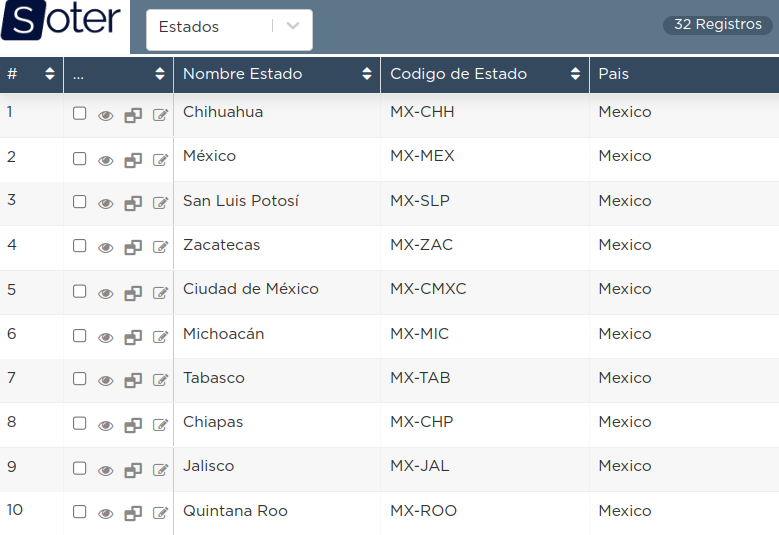 Soter
Estados
32 Registros
# ... Nombre Estado Codigo de Estado Pais
1 Chihuahua MX-CHH Mexico
2 México MX-MEX Mexico
3 San Luis Potosí MX-SLP Mexico
4 Zacatecas MX-ZAC Mexico
5 Ciudad de México MX-CMXC Mexico
6 Michoacán MX-MIC Mexico
7 Tabasco MX-TAB Mexico
8 Chiapas MX-CHP Mexico
9 Jalisco MX-JAL Mexico
10 Quintana Roo MX-ROO Mexico